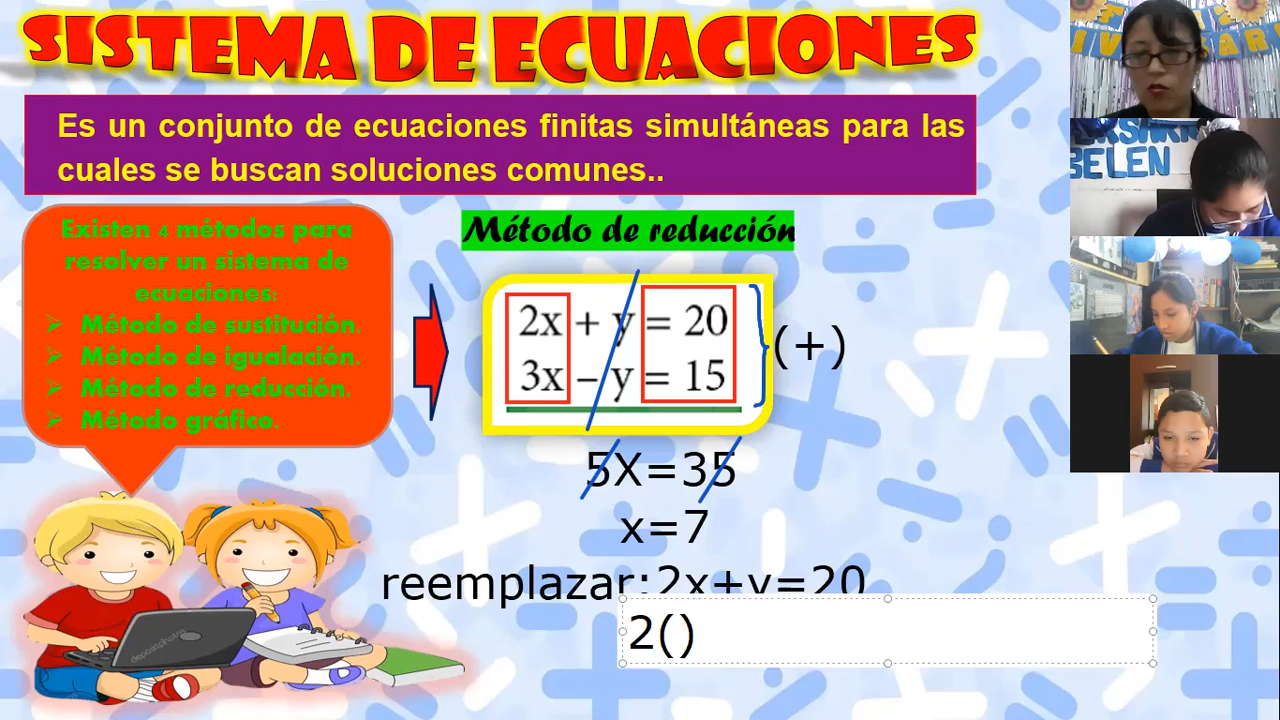 SISTEMA DE ECUACIONES
Es un conjunto de ecuaciones finitas simultáneas para las
cuales se buscan soluciones comunes..
Existen 4 métodos para
resolver un sistema de
ecuaciones:
Método de sustitución.
Método de igualación.
Método de reducción.
Método gráfico.
Método de reducción
2x + y = 20
3x – y = 15
(+)
5X=35
x=7
reemplazar:2x+y=20
2()
depositphotos
BELEN